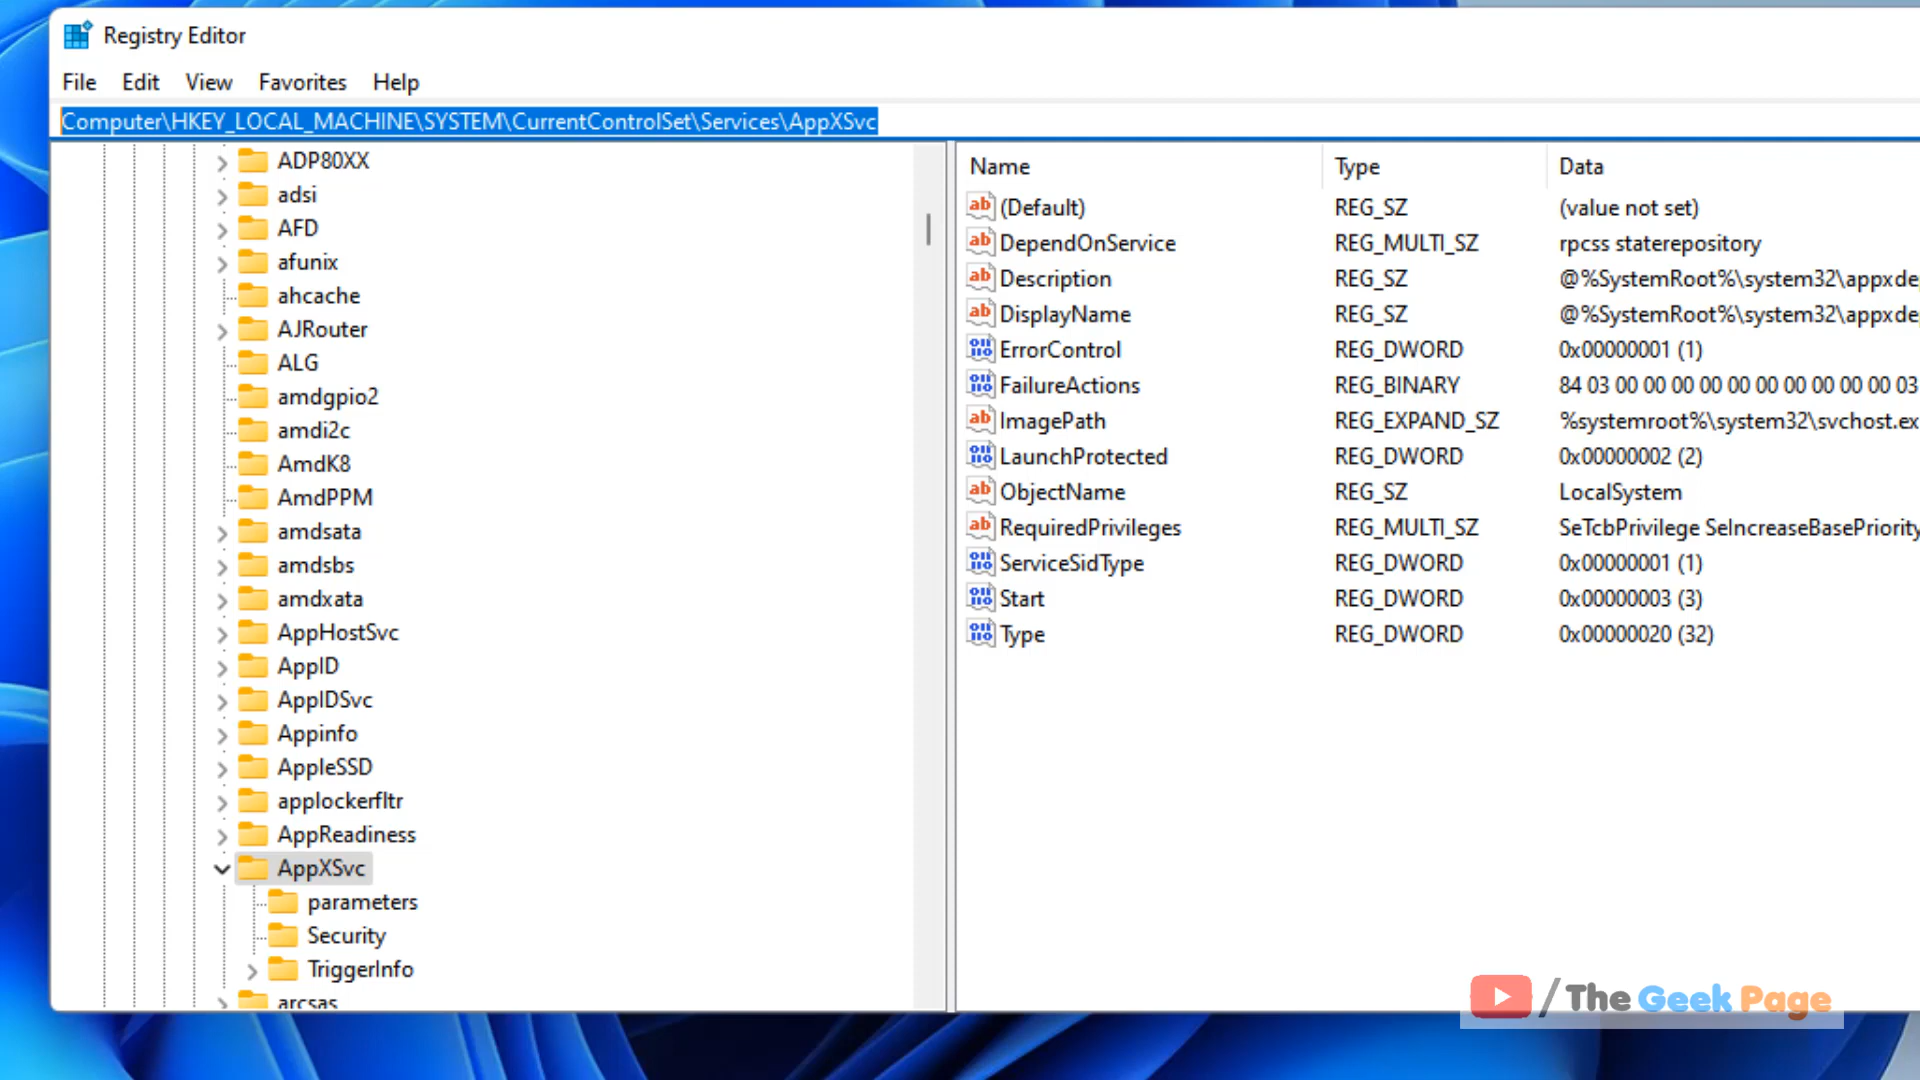 Registry Editor
File Edit View Favorites Help
Computer\HKEY_LOCAL_MACHINE\SYSTEM\CurrentControlSet\Services\AppXSvc
ADP80XX
adsi
AFD
afunix
ahcache
AJRouter
ALG
amdgpio2
amdi2c
AmdK8
AmdPPM
amdsata
amdsbs
amdxata
AppHostSvc
AppID
AppIDSvc
Appinfo
AppleSSD
applockerfltr
AppReadiness
AppXSvc
parameters
Security
TriggerInfo
arcsas
Name Type Data
(Default) REG_SZ (value not set)
DependOnService REG_MULTI_SZ rpcss staterepository
Description REG_SZ @%SystemRoot%\system32\appxde
DisplayName REG_SZ @%SystemRoot%\system32\appxde
ErrorControl REG_DWORD 0x00000001 (1)
FailureActions REG_BINARY 84 03 00 00 00 00 00 00 00 00 00 00 03
ImagePath REG_EXPAND_SZ %systemroot%\system32\svchost.ex
LaunchProtected REG_DWORD 0x00000002 (2)
ObjectName REG_SZ LocalSystem
RequiredPrivileges REG_MULTI_SZ SeTcbPrivilege SeIncreaseBasePriority
ServiceSidType REG_DWORD 0x00000001 (1)
Start REG_DWORD 0x00000003 (3)
Type REG_DWORD 0x00000020 (32)
/The Geek Page